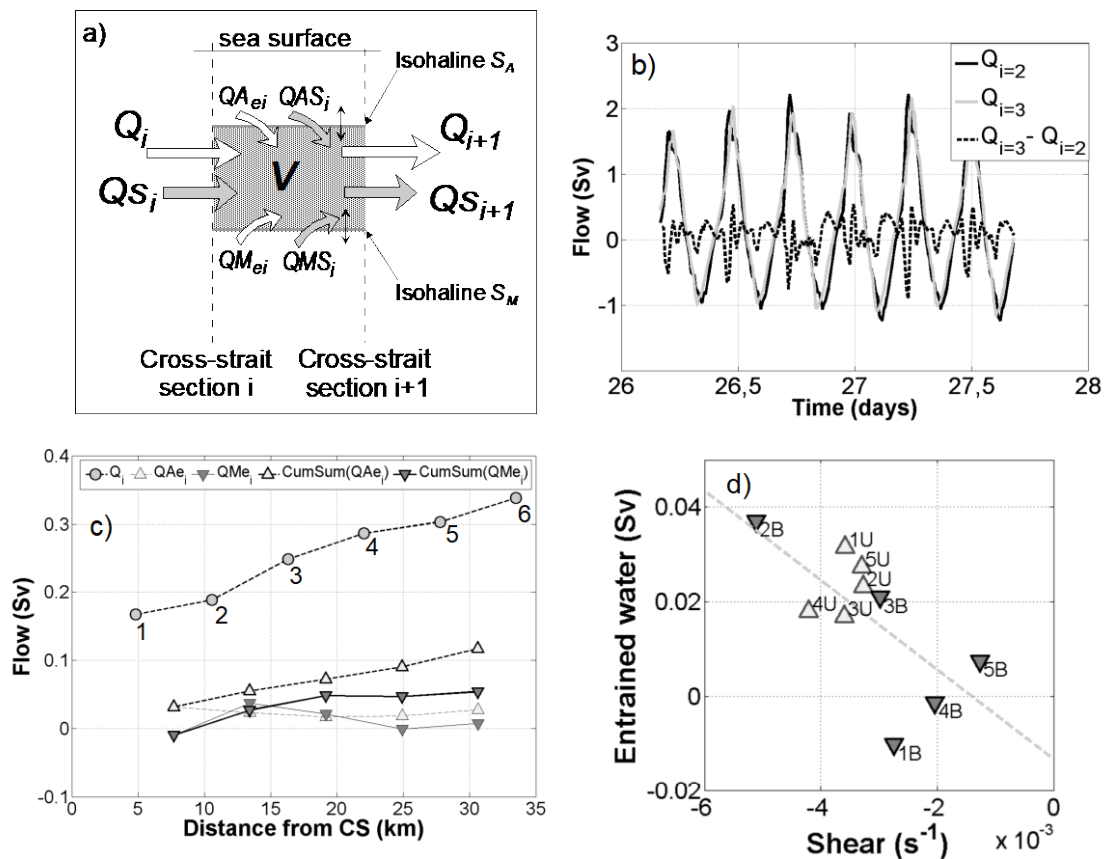 a)
sea surface
Isohaline S_A
QA_ei QAS_i
Q_i
Q_i+1
V
Qs_i
Qs_i+1
QM_ei QMS_i
Isohaline S_M
Cross-strait section i
Cross-strait section i+1
b)
Q_i=2
Q_i=3
Q_i=3 - Q_i=2
3
2
1
0
-1
Flow (Sv)
26
26,5
27
27,5
28
Time (days)
c)
Q_i
QAe_i
QMe_i
CumSum(QAe_i)
CumSum(QMe_i)
0.4
0.3
0.2
0.1
0
-0.1
Flow (Sv)
1
2
3
4
5
6
0
5
10
15
20
25
30
35
Distance from CS (km)
d)
0.04
0.02
0
-0.02
Entrained water (Sv)
2B
1U
5U
2U
3B
4U
3U
5B
4B
1B
-6
-4
-2
0
Shear (s^-1)
x 10^-3